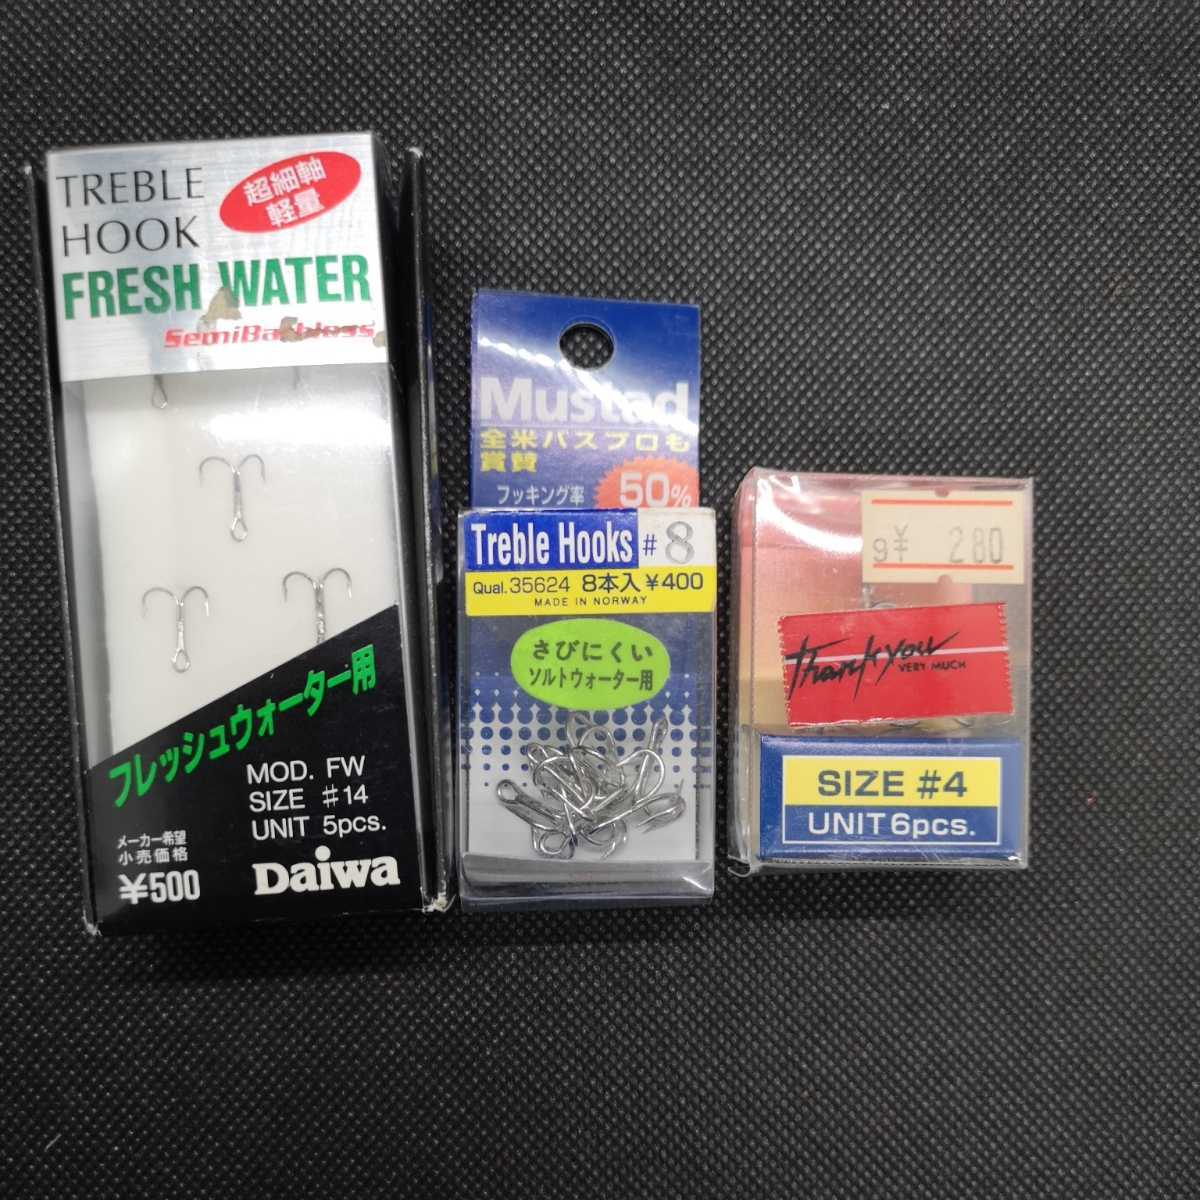 TREBLE
HOOK
超細軸
軽量
FRESH WATER
SemiBarbless
フレッシュウォーター用
MOD. FW
SIZE #14
UNIT 5pcs.
メーカー希望
小売価格
¥500
Daiwa
Mustad
全米バスプロも
賞賛
フッキング率
50%
Treble Hooks # 8
Qual.35624 8本入 ¥400
MADE IN NORWAY
さびにくい
ソルトウォーター用
9 ¥ 280
Thank you
VERY MUCH
SIZE #4
UNIT 6pcs.